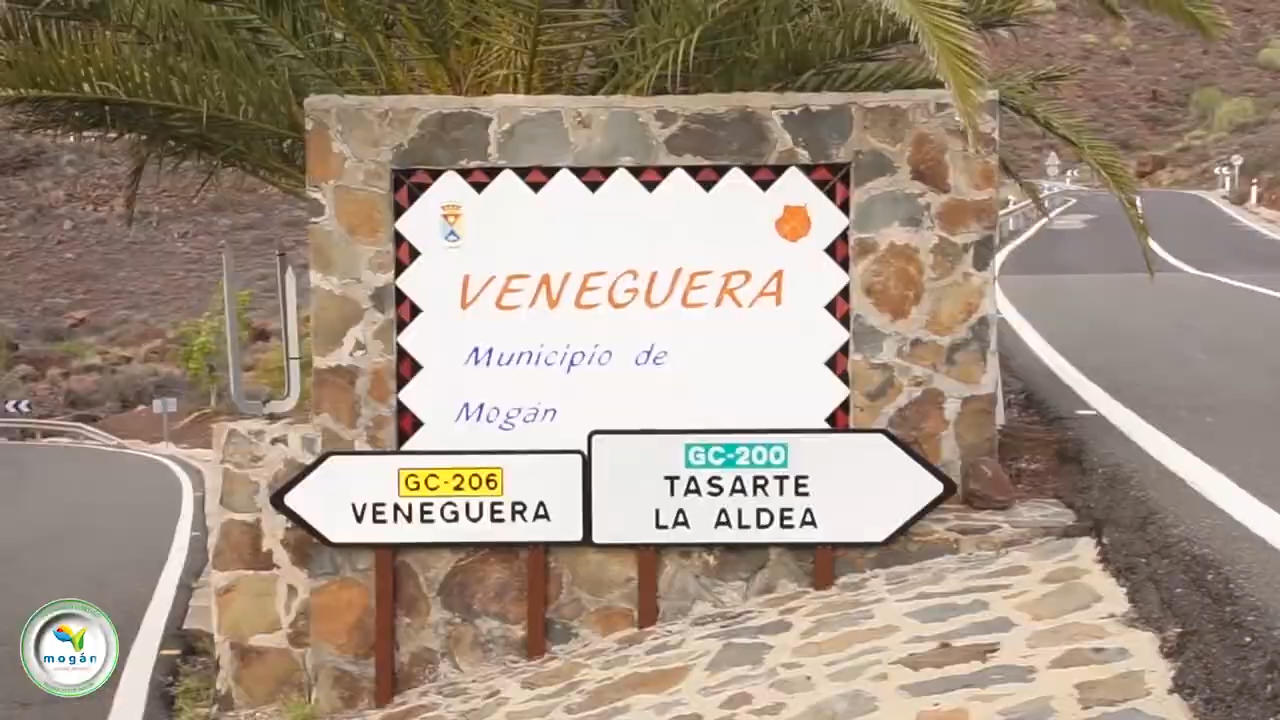 VENEGUERA
Municipio de
Mogán
GC-206
VENEGUERA
GC-200
TASARTE
LA ALDEA
mogán